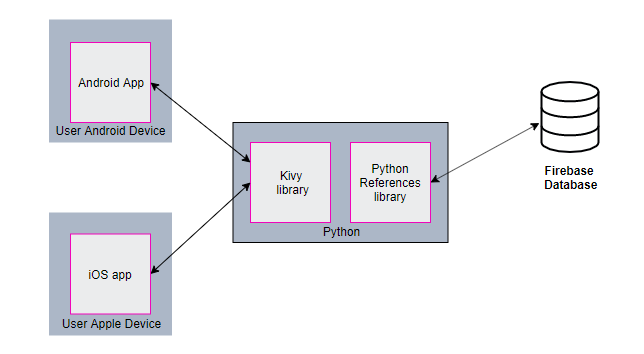 Android App
User Android Device
Kivy
library
Python
References
library
Python
Firebase
Database
iOS app
User Apple Device